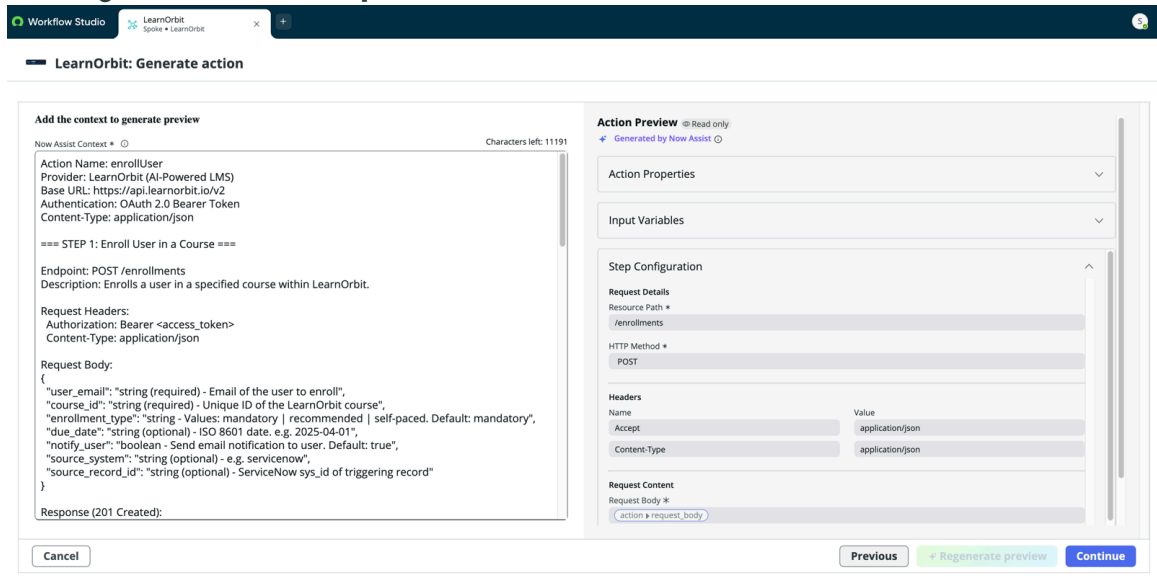 Workflow Studio
LearnOrbit
Spoke • LearnOrbit
×
+
S
LearnOrbit: Generate action
Add the context to generate preview
Now Assist Context *
Characters left: 11191
Action Name: enrollUser
Provider: LearnOrbit (AI-Powered LMS)
Base URL: https://api.learnorbit.io/v2
Authentication: OAuth 2.0 Bearer Token
Content-Type: application/json
=== STEP 1: Enroll User in a Course ===
Endpoint: POST /enrollments
Description: Enrolls a user in a specified course within LearnOrbit.
Request Headers:
Authorization: Bearer <access_token>
Content-Type: application/json
Request Body:
{
"user_email": "string (required) - Email of the user to enroll",
"course_id": "string (required) - Unique ID of the LearnOrbit course",
"enrollment_type": "string - Values: mandatory | recommended | self-paced. Default: mandatory",
"due_date": "string (optional) - ISO 8601 date. e.g. 2025-04-01",
"notify_user": "boolean - Send email notification to user. Default: true",
"source_system": "string (optional) - e.g. servicenow",
"source_record_id": "string (optional) - ServiceNow sys_id of triggering record"
}
Response (201 Created):
Action Preview Read only
Generated by Now Assist
Action Properties
Input Variables
Step Configuration
Request Details
Resource Path *
/enrollments
HTTP Method *
POST
Headers
Name Value
Accept application/json
Content-Type application/json
Request Content
Request Body *
action ▸ request_body
Cancel
Previous
Regenerate preview
Continue